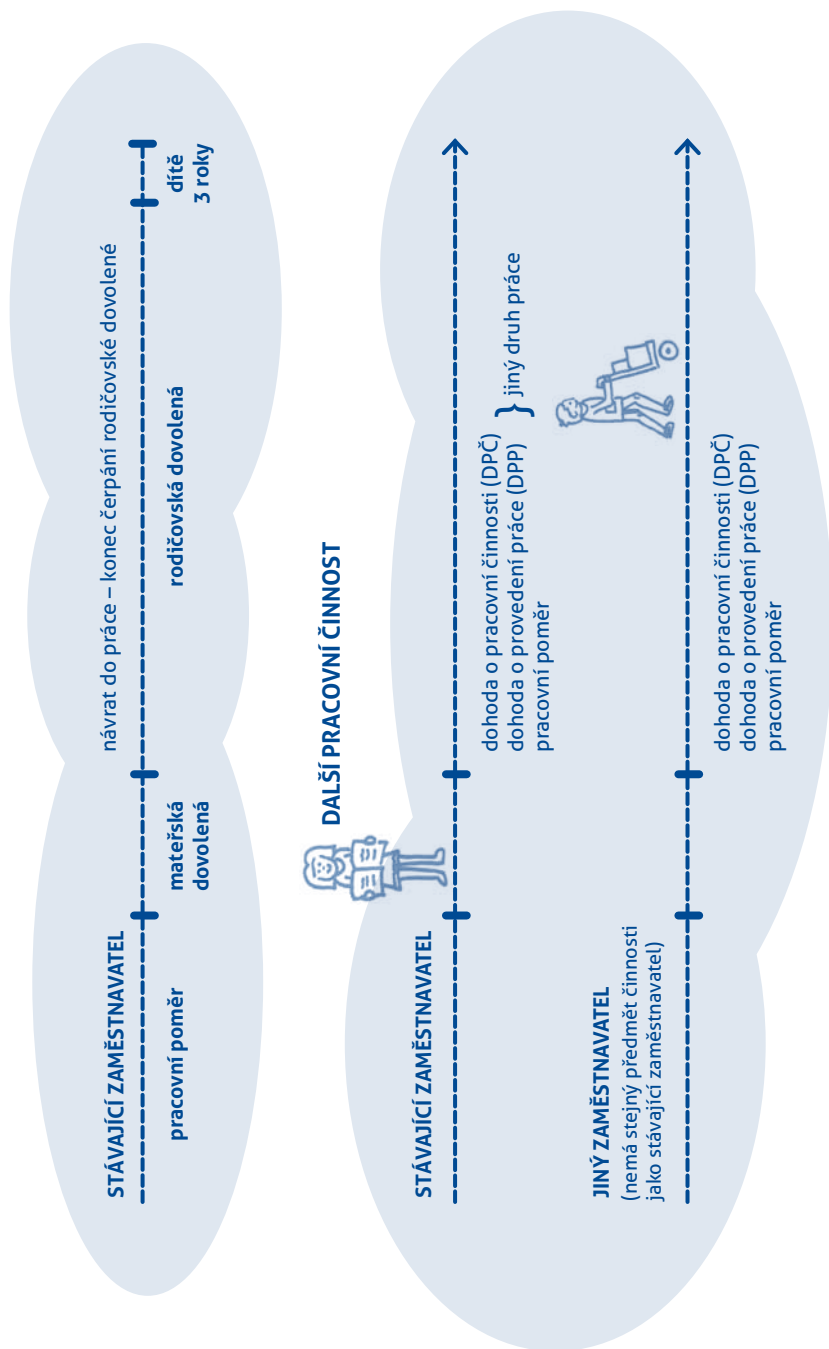 STÁVAJÍCÍ ZAMĚSTNAVATEL
návrat do práce – konec čerpání rodičovské dovolené
pracovní poměr
mateřská
dovolená
rodičovská dovolená
dítě
3 roky
DALŠÍ PRACOVNÍ ČINNOST
STÁVAJÍCÍ ZAMĚSTNAVATEL
dohoda o pracovní činnosti (DPČ)
dohoda o provedení práce (DPP)
pracovní poměr
jiný druh práce
JINÝ ZAMĚSTNAVATEL
(nemá stejný předmět činnosti
jako stávající zaměstnavatel)
dohoda o pracovní činnosti (DPČ)
dohoda o provedení práce (DPP)
pracovní poměr